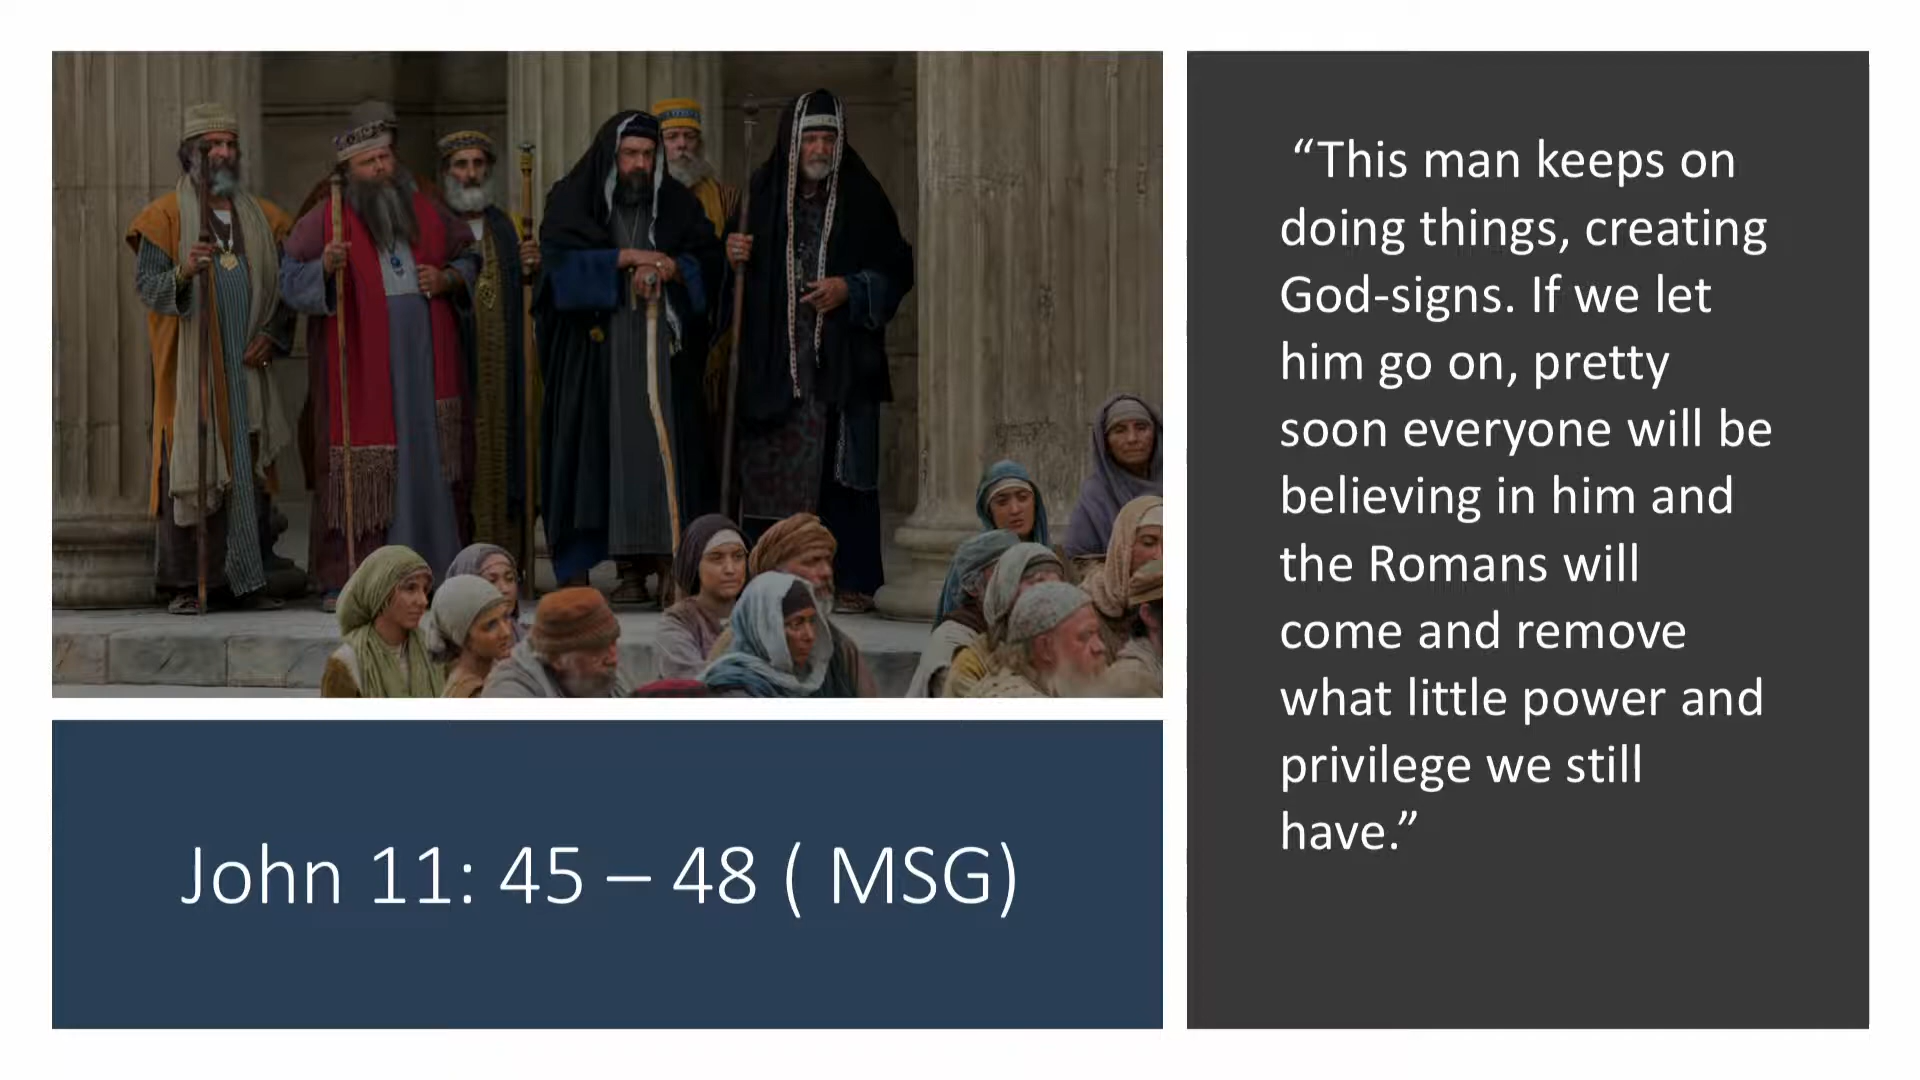 “This man keeps on
doing things, creating
God-signs. If we let
him go on, pretty
soon everyone will be
believing in him and
the Romans will
come and remove
what little power and
privilege we still
have.”
John 11: 45 – 48 ( MSG)